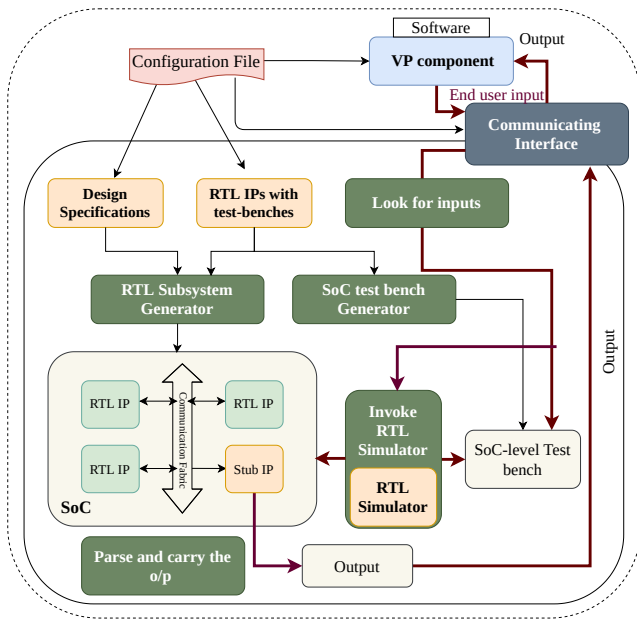 Software
Output
Configuration File
VP component
End user input
Communicating
Interface
Design
Specifications
RTL IPs with
test-benches
Look for inputs
RTL Subsystem
Generator
SoC test bench
Generator
Output
RTL IP
Communication Fabric
RTL IP
Invoke
RTL
Simulator
RTL IP
Stub IP
SoC-level Test
bench
RTL
Simulator
SoC
Parse and carry the
o/p
Output